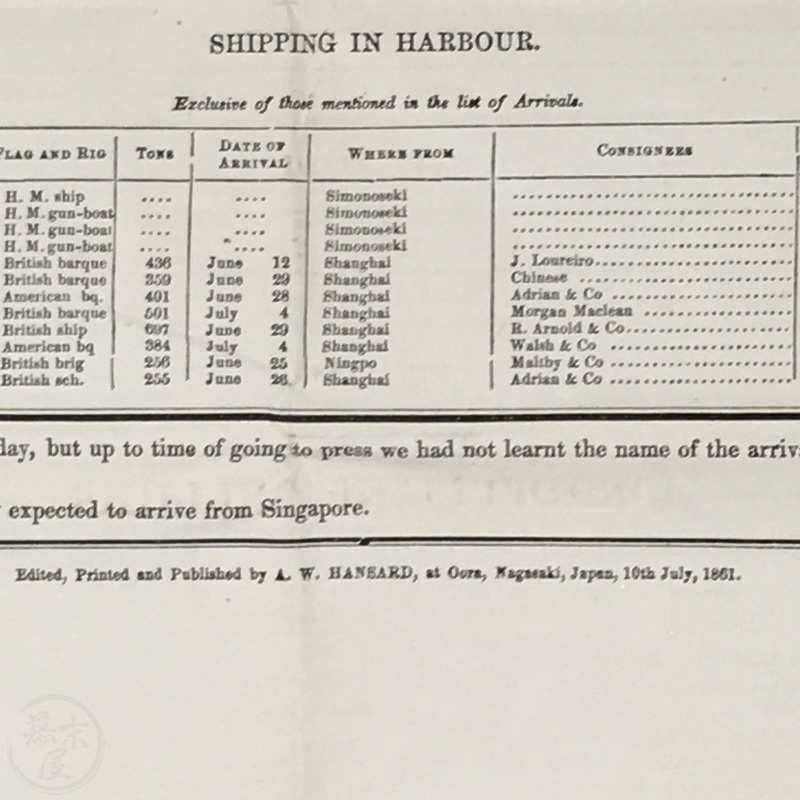 SHIPPING IN HARBOUR.
Exclusive of those mentioned in the list of Arrivals.
FLAG AND RIG TONS DATE OF ARRIVAL WHERE FROM CONSIGNEES
H. M. ship .... .... Simonoseki ....
H. M. gun-boat .... .... Simonoseki ....
H. M. gun-boat .... .... Simonoseki ....
H. M. gun-boat .... .... Simonoseki ....
British barque 436 June 12 Shanghai J. Loureiro....
British barque 359 June 29 Shanghai Chinese ....
American bq. 401 June 28 Shanghai Adrian & Co ....
British barque 501 July 4 Shanghai Morgan Maclean ....
British ship 697 June 29 Shanghai R. Arnold & Co....
American bq 384 July 4 Shanghai Walsh & Co ....
British brig 256 June 25 Ningpo Maltby & Co ....
British sch. 255 June 26 Shanghai Adrian & Co ....
day, but up to time of going to press we had not learnt the name of the arriv
expected to arrive from Singapore.
Edited, Printed and Published by A. W. HANSARD, at Oora, Nagasaki, Japan, 10th July, 1861.
幕末屋